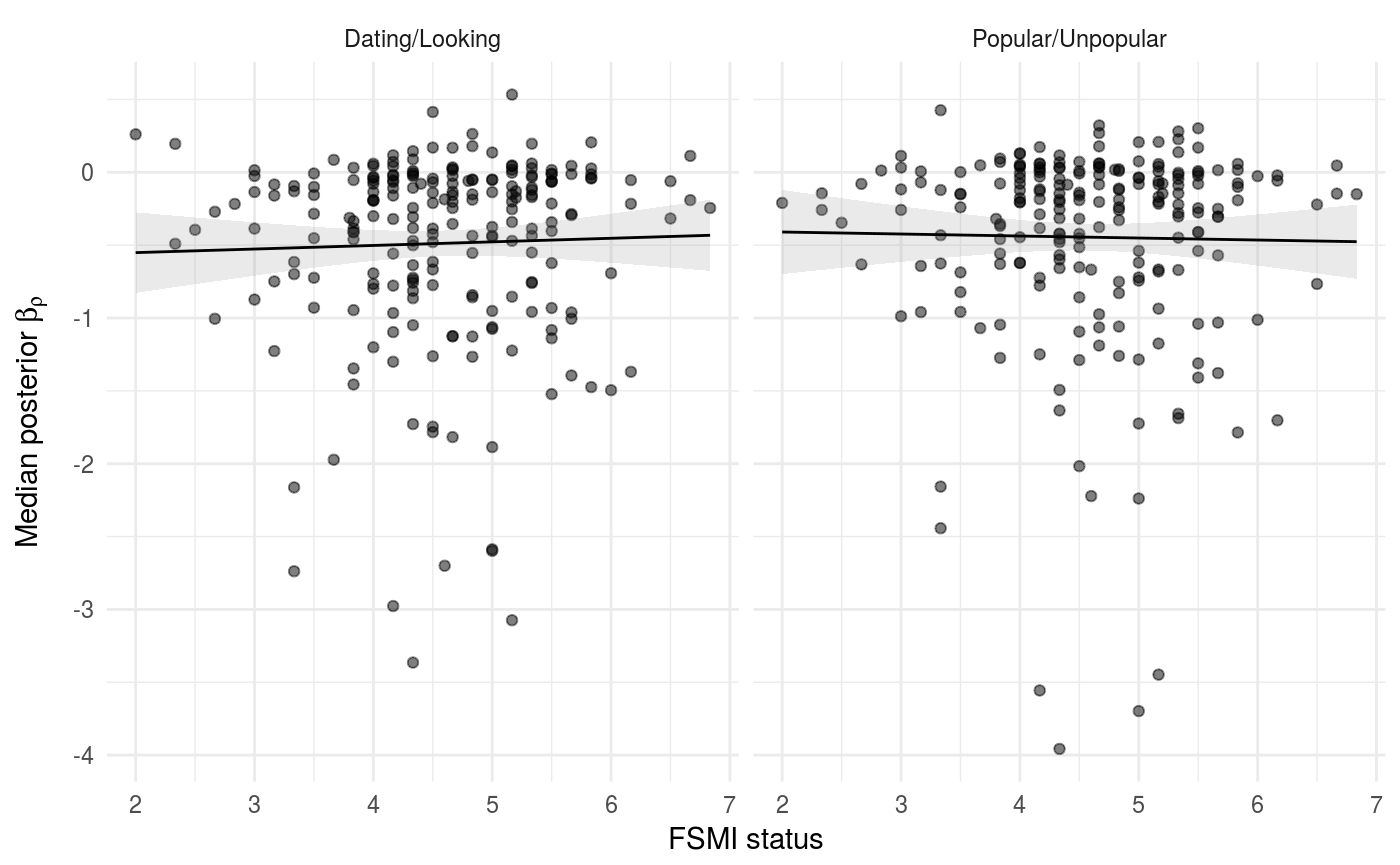 Dating/Looking
Popular/Unpopular
Median posterior βρ
0
-1
-2
-3
-4
2 3 4 5 6 7
2 3 4 5 6 7
FSMI status